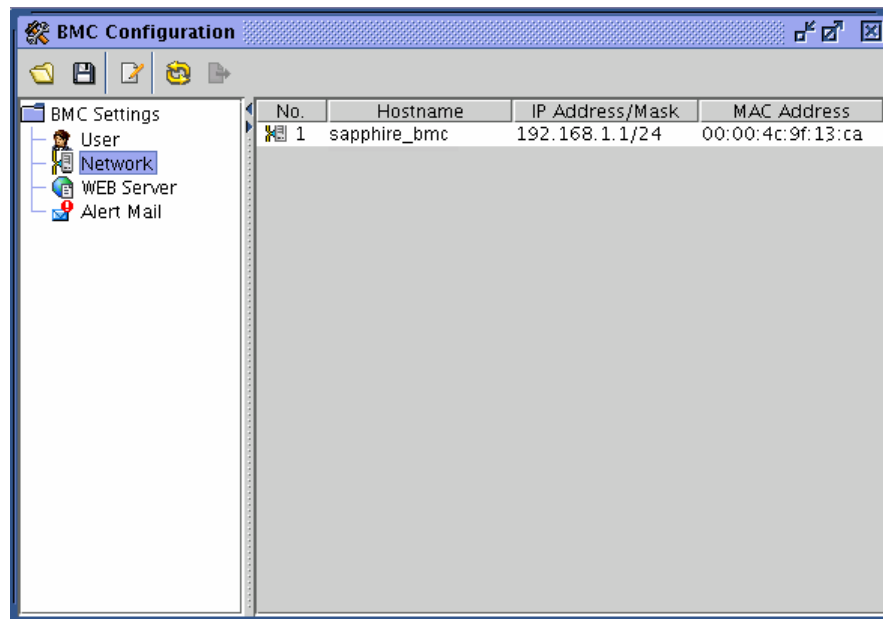 BMC Configuration
BMC Settings
User
Network
WEB Server
Alert Mail
No. Hostname IP Address/Mask MAC Address
1 sapphire_bmc 192.168.1.1/24 00:00:4c:9f:13:ca